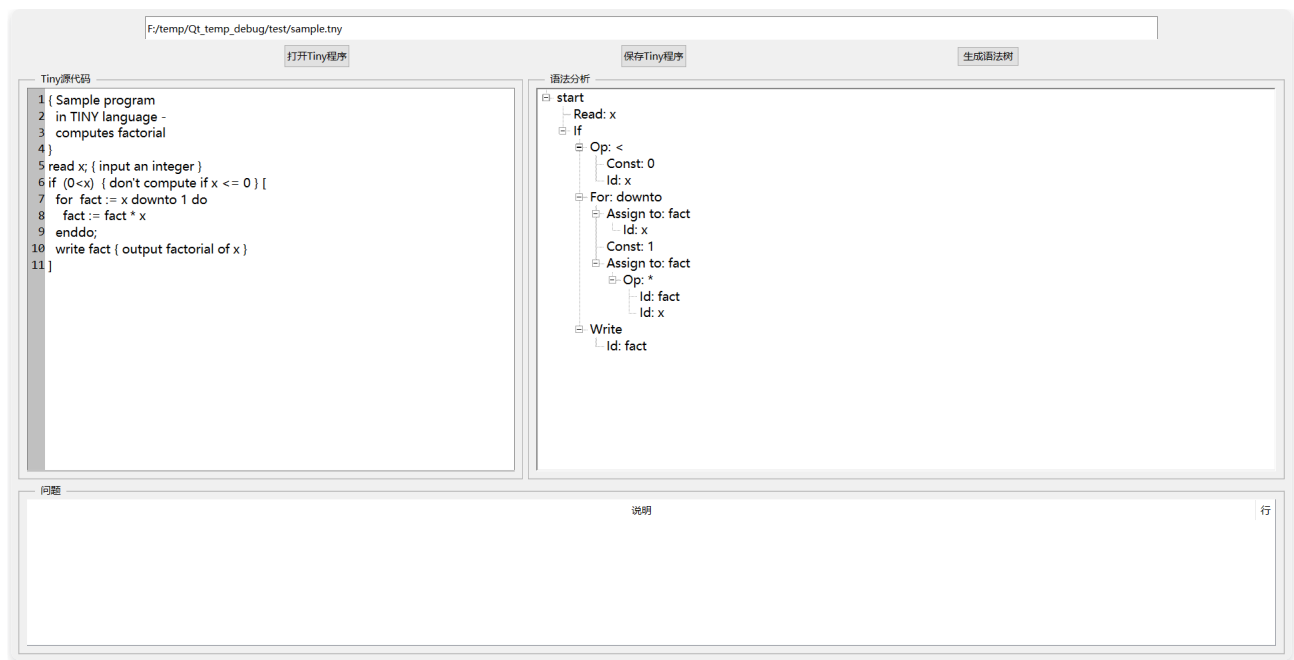 F:/temp/Qt_temp_debug/test/sample.tny
打开Tiny程序 保存Tiny程序 生成语法树
Tiny源代码
1 { Sample program
2 in TINY language -
3 computes factorial
4 }
5 read x; { input an integer }
6 if (0<x) { don't compute if x <= 0 } [
7 for fact := x downto 1 do
8 fact := fact * x
9 enddo;
10 write fact { output factorial of x }
11 ]
语法分析
start
Read: x
If
Op: <
Const: 0
Id: x
For: downto
Assign to: fact
Id: x
Const: 1
Assign to: fact
Op: *
Id: fact
Id: x
Write
Id: fact
问题
说明 行